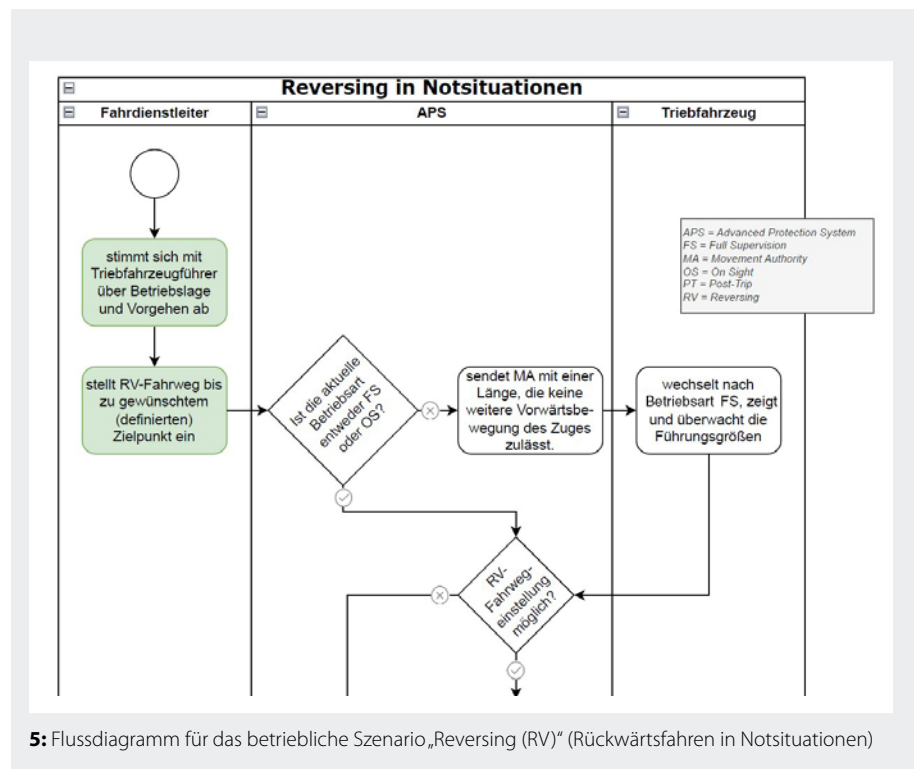 Reversing in Notsituationen
Fahrdienstleiter
APS
Triebfahrzeug
APS = Advanced Protection System
FS = Full Supervision
MA = Movement Authority
OS = On Sight
PT = Post-Trip
RV = Reversing
stimmt sich mit
Triebfahrzeugführer
über Betriebslage
und Vorgehen ab
stellt RV-Fahrweg bis
zu gewünschtem
(definierten)
Zielpunkt ein
Ist die aktuelle
Betriebsart
entweder FS
oder OS?
sendet MA mit einer
Länge, die keine
weitere Vorwärtsbe-
wegung des Zuges
zulässt.
wechselt nach
Betriebsart FS, zeigt
und überwacht die
Führungsgrößen
RV-
Fahrweg-
einstellung
möglich?
5: Flussdiagramm für das betriebliche Szenario „Reversing (RV)“ (Rückwärtsfahren in Notsituationen)